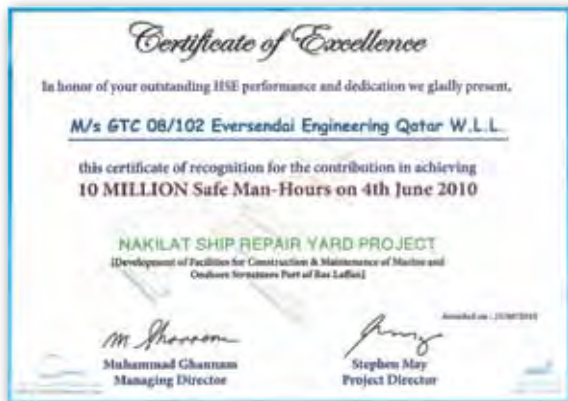 Certificate of Excellence
In honor of your outstanding HSE performance and dedication we gladly present,
M/s GTC 08/102 Eversendai Engineering Qatar W.L.L.
this certificate of recognition for the contribution in achieving
10 MILLION Safe Man-Hours on 4th June 2010
NAKILAT SHIP REPAIR YARD PROJECT
[Development of Facilities for Construction & Maintenance of Marine and
Onshore Structures Port of Ras Laffan]
Awarded on :
M Ghannam
Muhammad Ghannam
Stephen May
Managing Director
Project Director